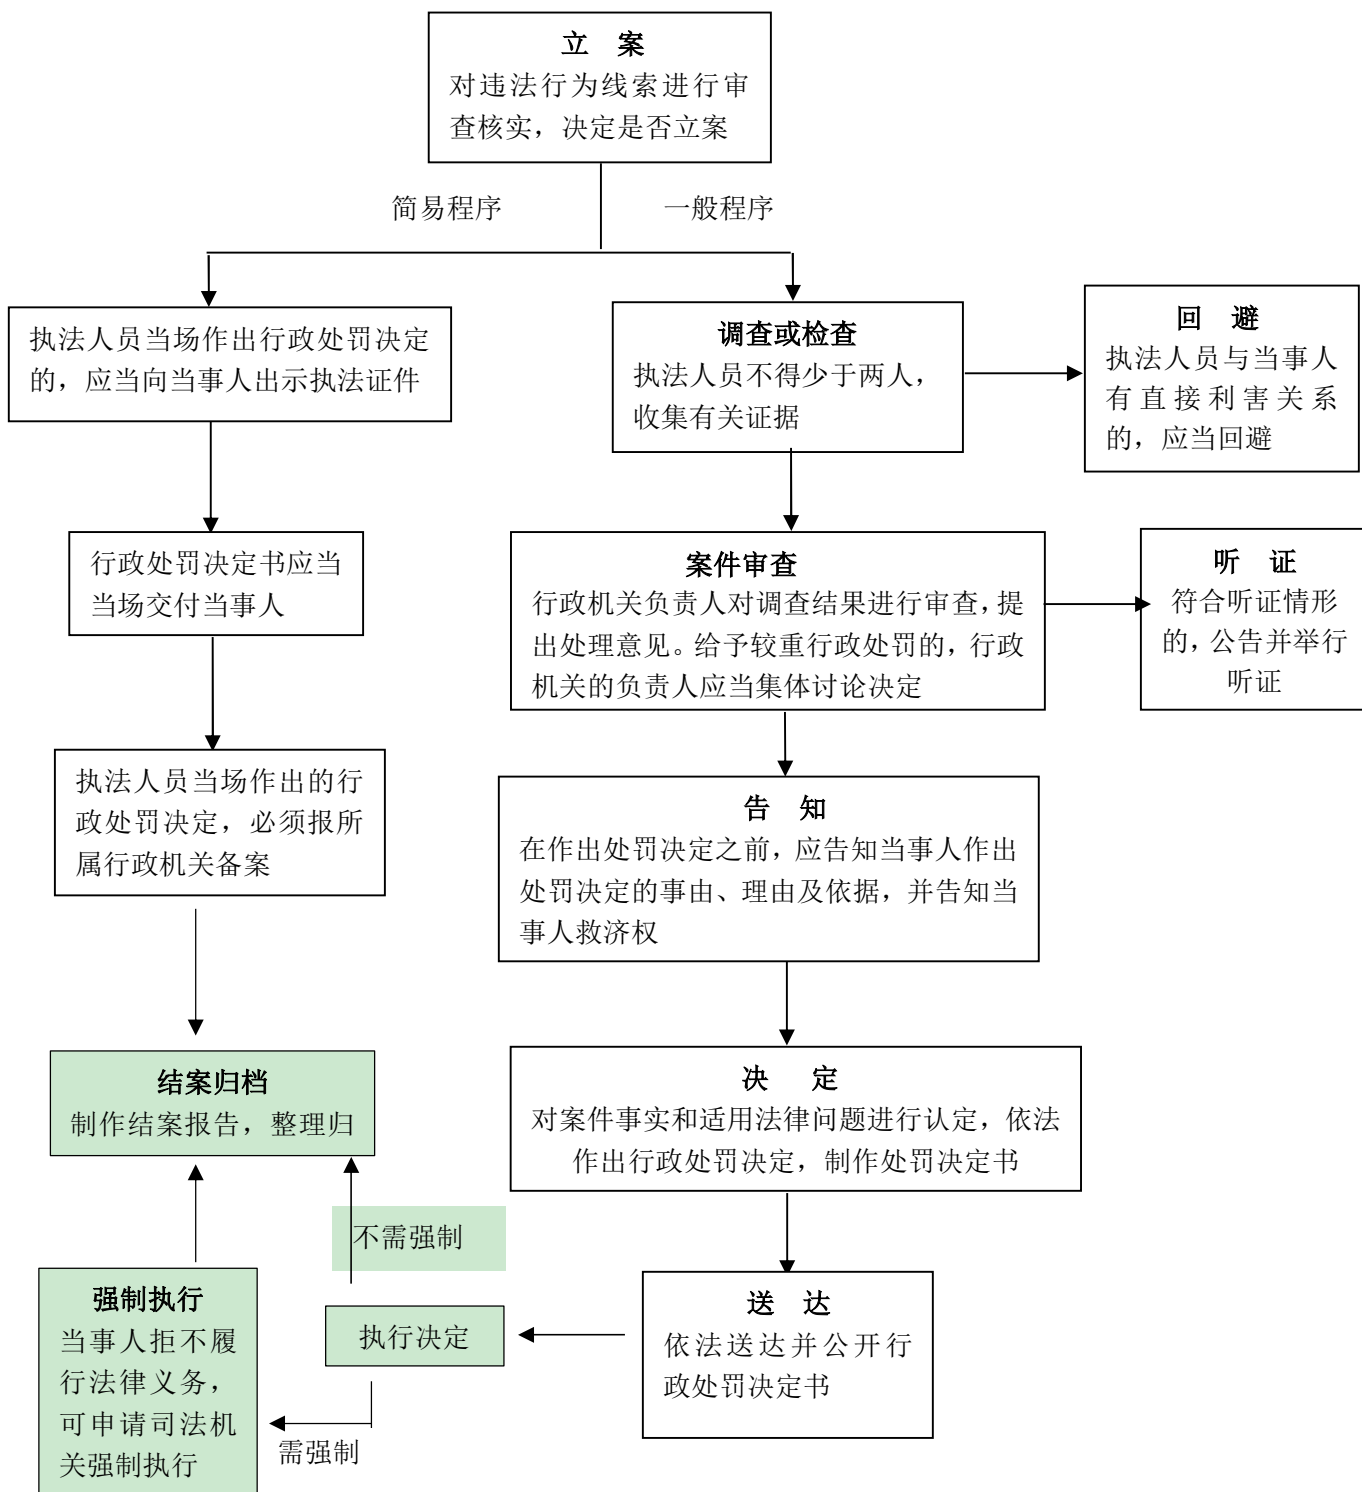 立　案
对违法行为线索进行审
查核实，决定是否立案
简易程序
一般程序
执法人员当场作出行政处罚决定
的，应当向当事人出示执法证件
调查或检查
执法人员不得少于两人，
收集有关证据
回　避
执法人员与当事人
有直接利害关系
的，应当回避
行政处罚决定书应当
当场交付当事人
案件审查
行政机关负责人对调查结果进行审查，提
出处理意见。给予较重行政处罚的，行政
机关的负责人应当集体讨论决定
听　证
符合听证情形
的，公告并举行
听证
执法人员当场作出的行
政处罚决定，必须报所
属行政机关备案
告　知
在作出处罚决定之前，应告知当事人作出
处罚决定的事由、理由及依据，并告知当
事人救济权
结案归档
制作结案报告，整理归
决　定
对案件事实和适用法律问题进行认定，依法
作出行政处罚决定，制作处罚决定书
不需强制
强制执行
当事人拒不履
行法律义务，
可申请司法机
关强制执行
执行决定
需强制
送　达
依法送达并公开行
政处罚决定书